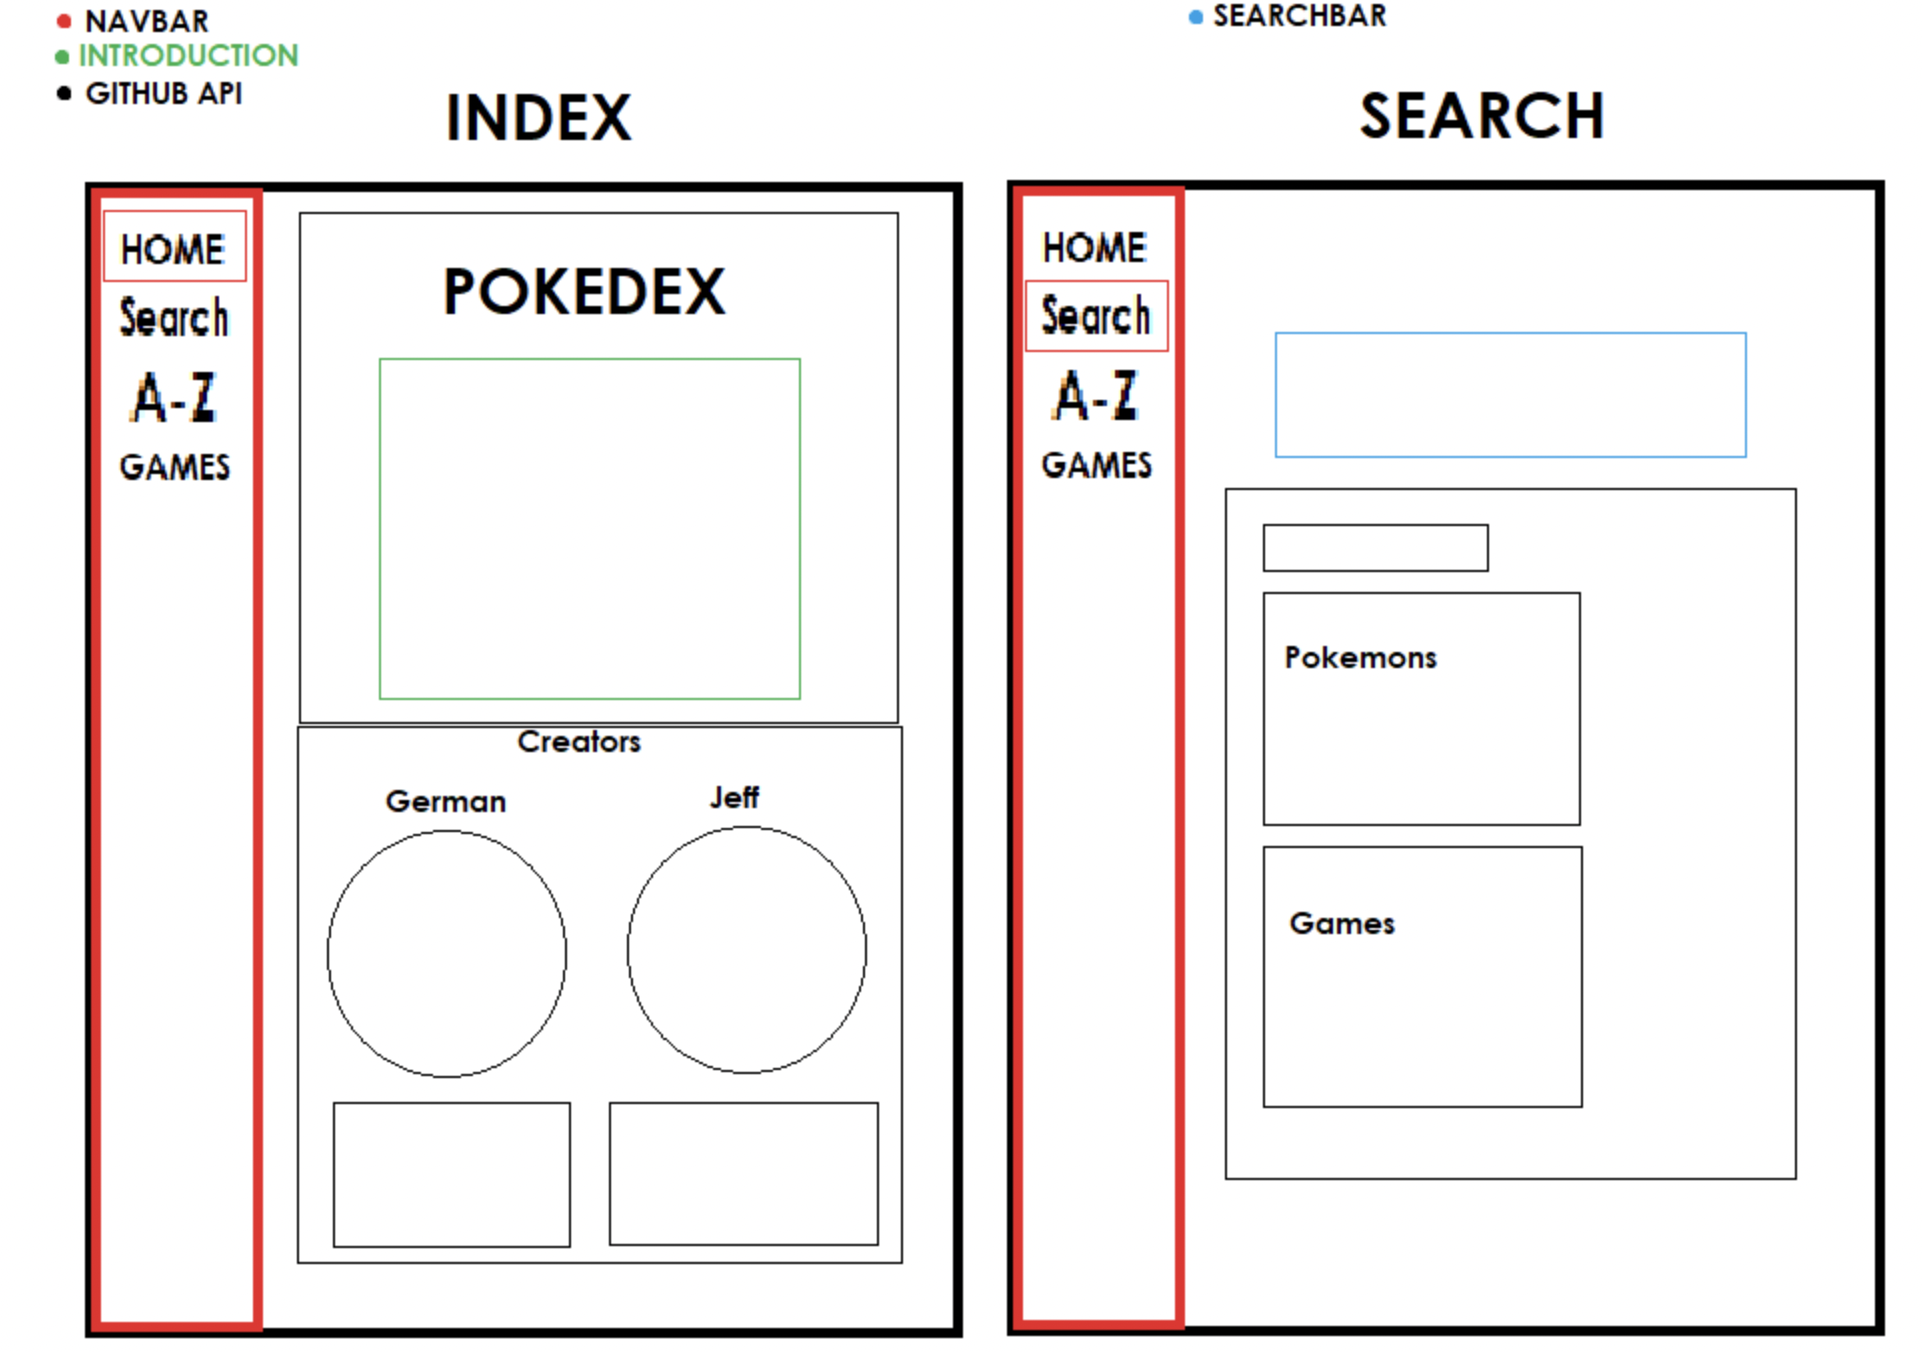 NAVBAR
INTRODUCTION
GITHUB API
INDEX
HOME
Search
A-Z
GAMES
POKEDEX
Creators
German
Jeff
SEARCHBAR
SEARCH
HOME
Search
A-Z
GAMES
Pokemons
Games